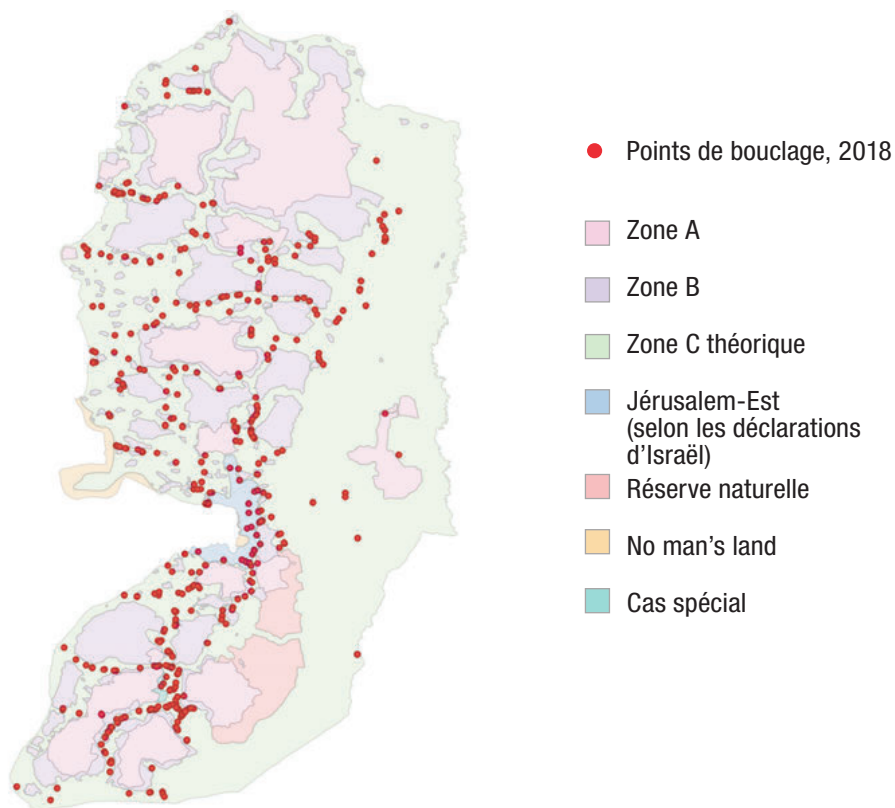 Points de bouclage, 2018
Zone A
Zone B
Zone C théorique
Jérusalem-Est
(selon les déclarations
d’Israël)
Réserve naturelle
No man’s land
Cas spécial